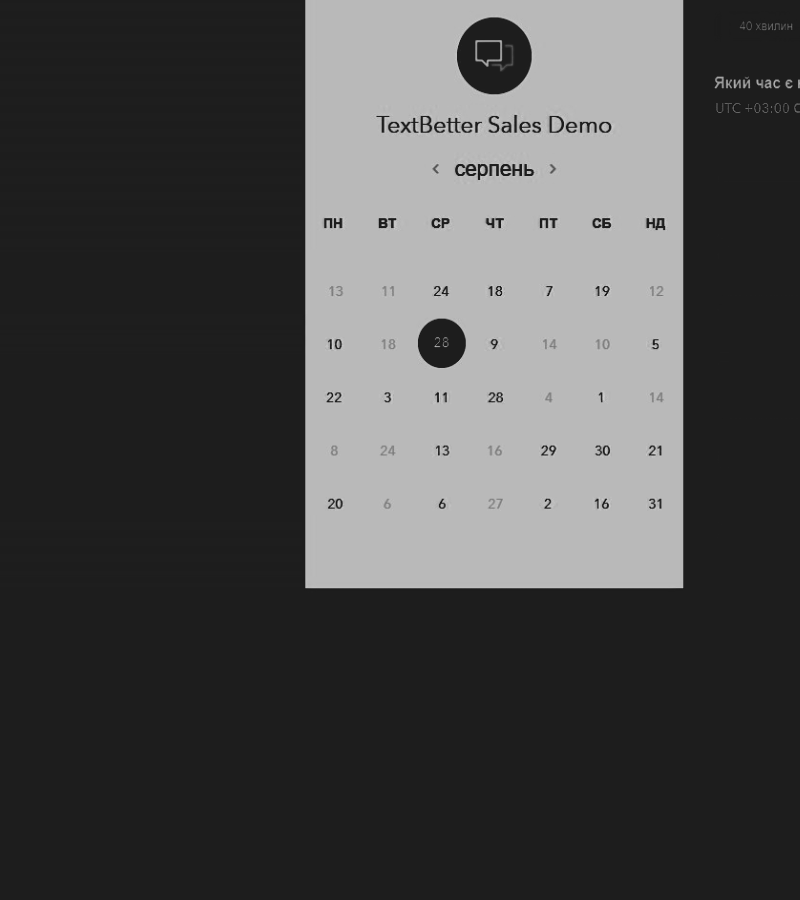 40 хвилин
TextBetter Sales Demo
Який час є
UTC +03:00
серпень
ПН ВТ СР ЧТ ПТ СБ НД
13 11 24 18 7 19 12
10 18 28 9 14 10 5
22 3 11 28 4 1 14
8 24 13 16 29 30 21
20 6 6 27 2 16 31